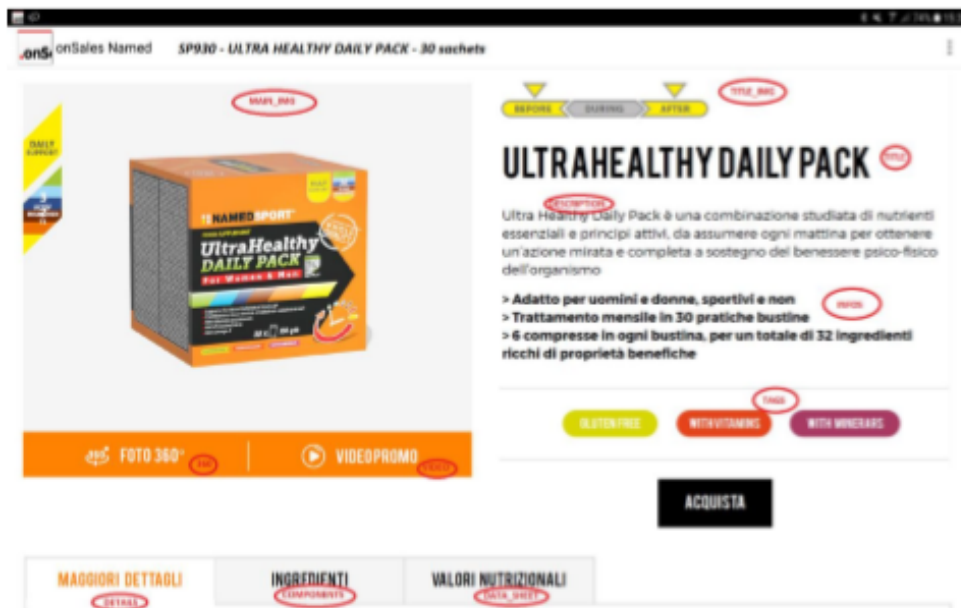 onSales Named SP930 - ULTRA HEALTHY DAILY PACK - 30 sachets
MAIN_IMG
TITLE_IMG
BEFORE DURING AFTER
DAILY
SUPPORT
ULTRAHEALTHY DAILY PACK
TITLE
DESCRIPTION
Ultra Healthy Daily Pack è una combinazione studiata di nutrienti
essenziali e principi attivi, da assumere ogni mattina per ottenere
un'azione mirata e completa a sostegno del benessere psico-fisico
dell'organismo
> Adatto per uomini e donne, sportivi e non
INFOS
> Trattamento mensile in 30 pratiche bustine
> 6 compresse in ogni bustina, per un totale di 32 ingredienti
ricchi di proprietà benefiche
NAMEDSPORT
UltraHealthy
DAILY PACK
For Women & Men
TAGS
GLUTEN FREE WITH VITAMINS WITH MINERARS
FOTO 360° 360 VIDEOPROMO VIDEO
ACQUISTA
MAGGIORI DETTAGLI INGREDIENTI VALORI NUTRIZIONALI
DETAILS COMPONENTS DATA_SHEET